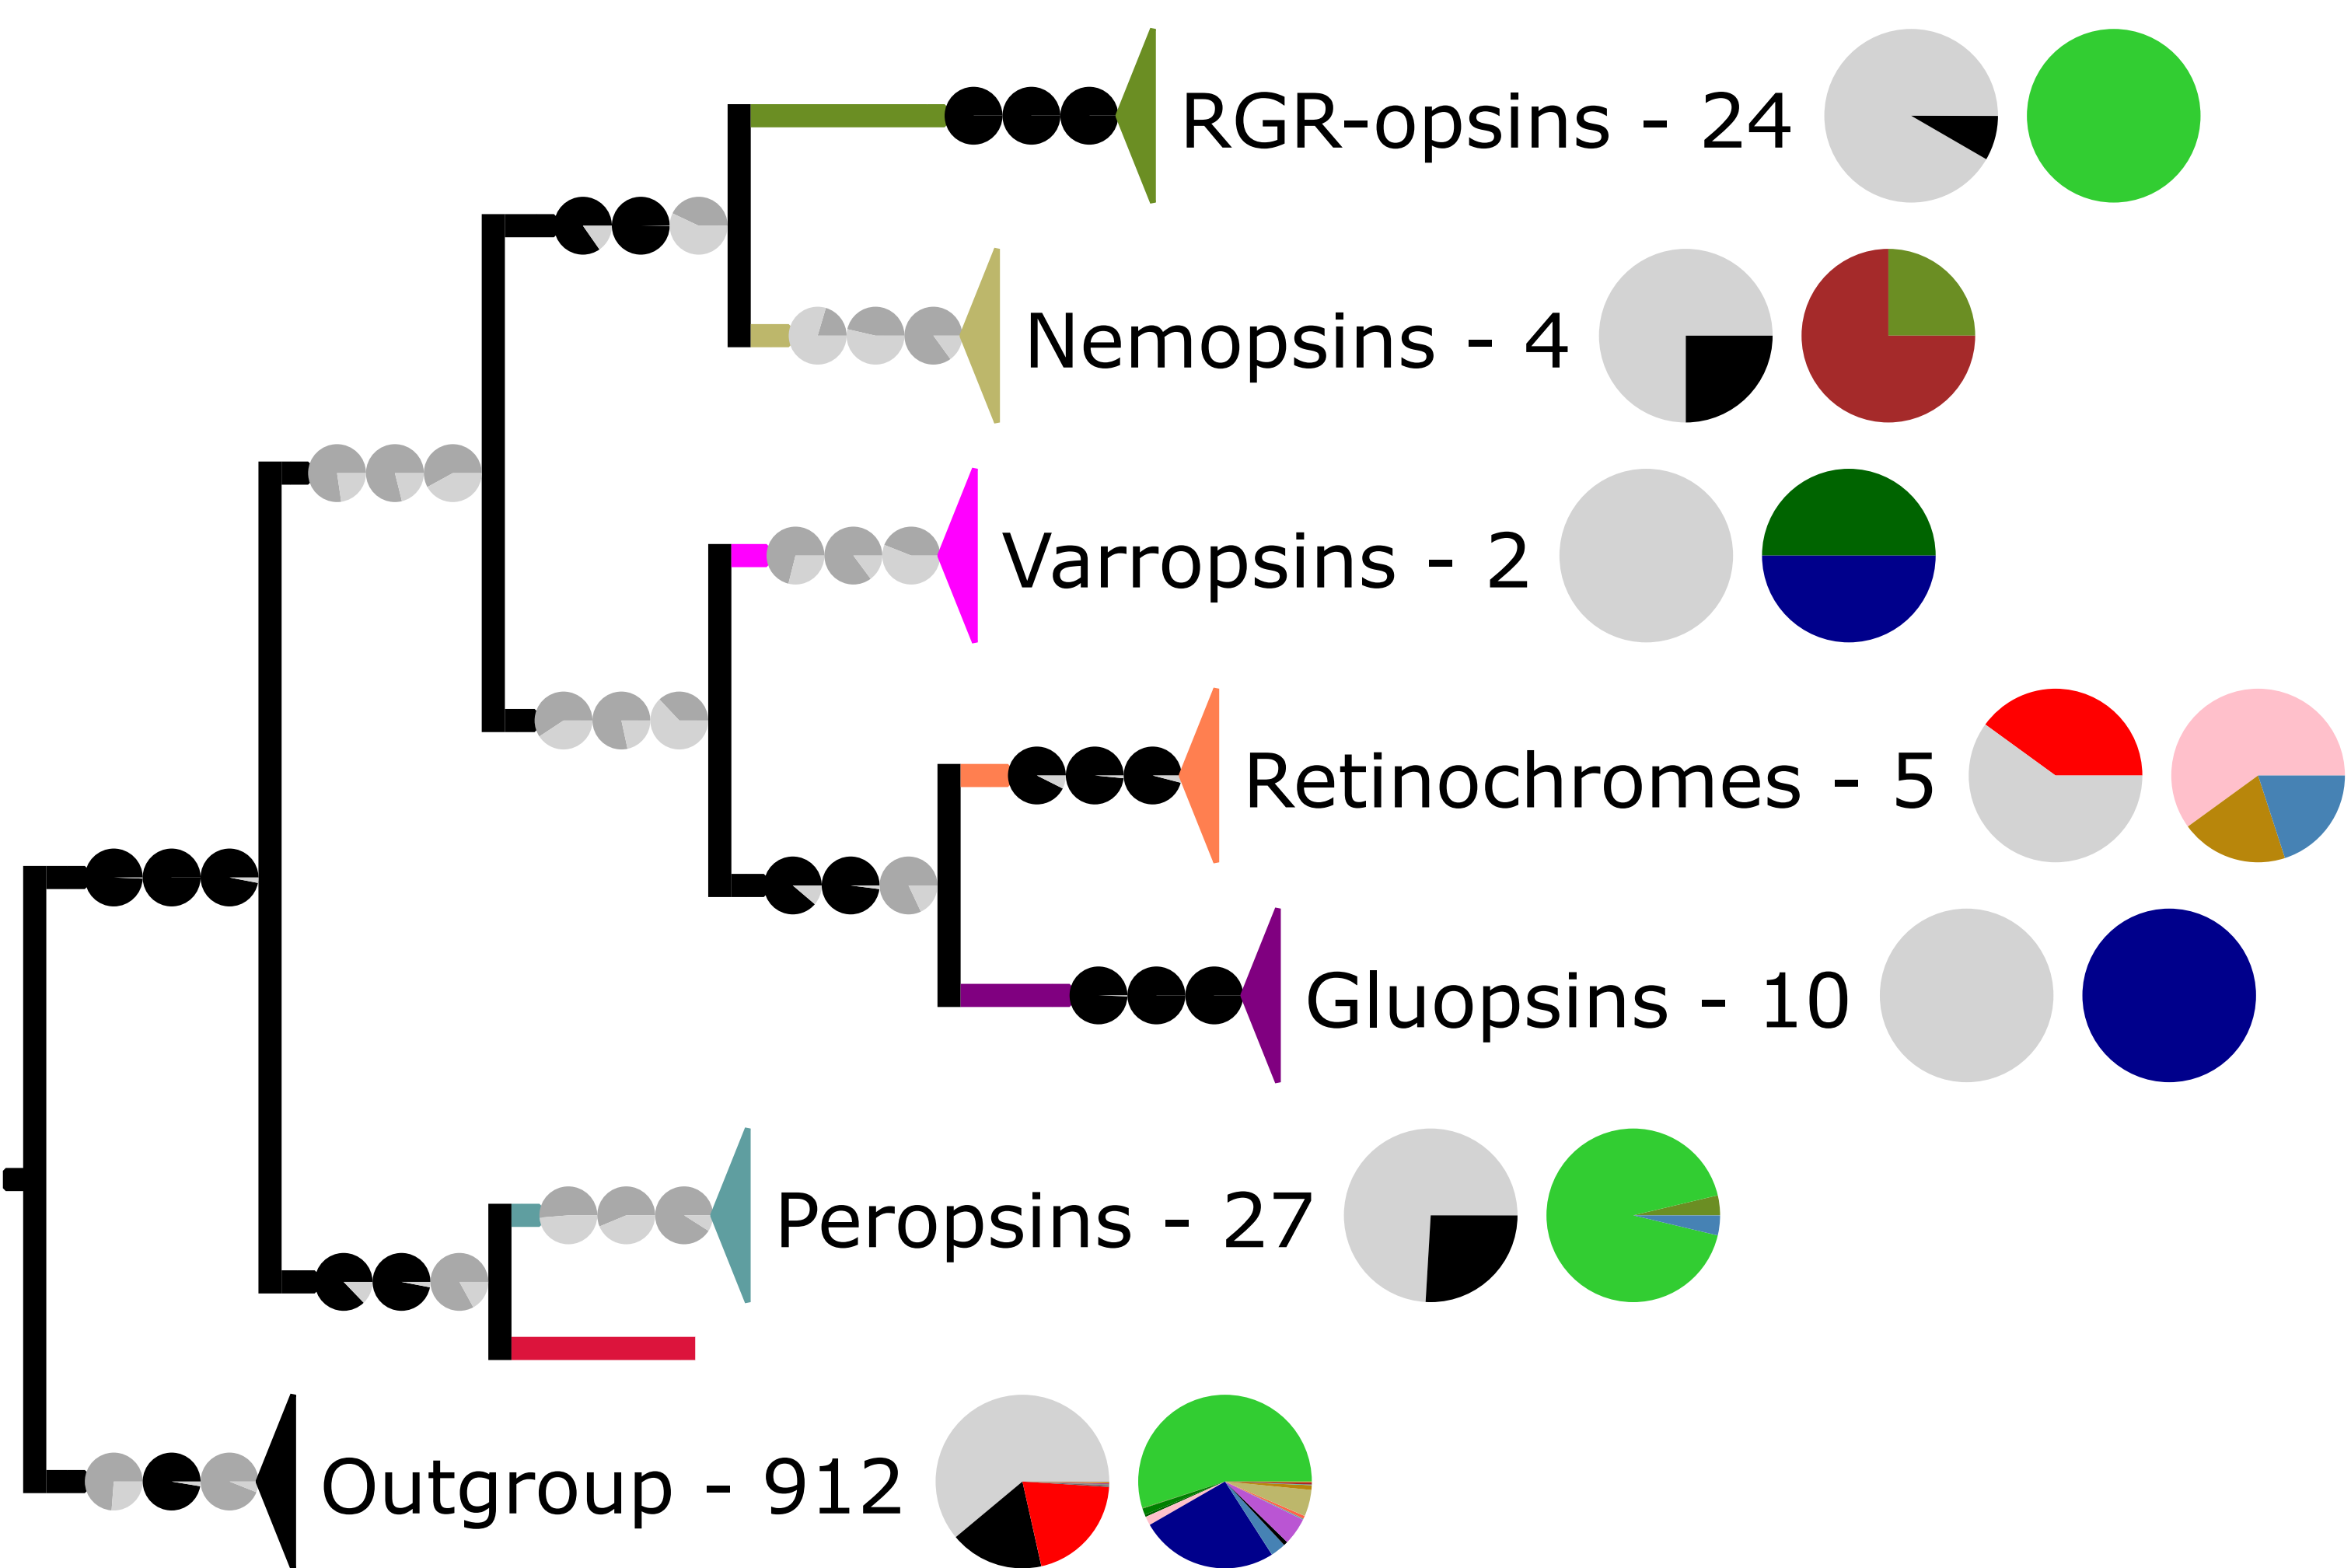 RGR-opsins - 24
Nemopsins - 4
Varropsins - 2
Retinochromes - 5
Gluopsins - 10
Peropsins - 27
Outgroup - 912